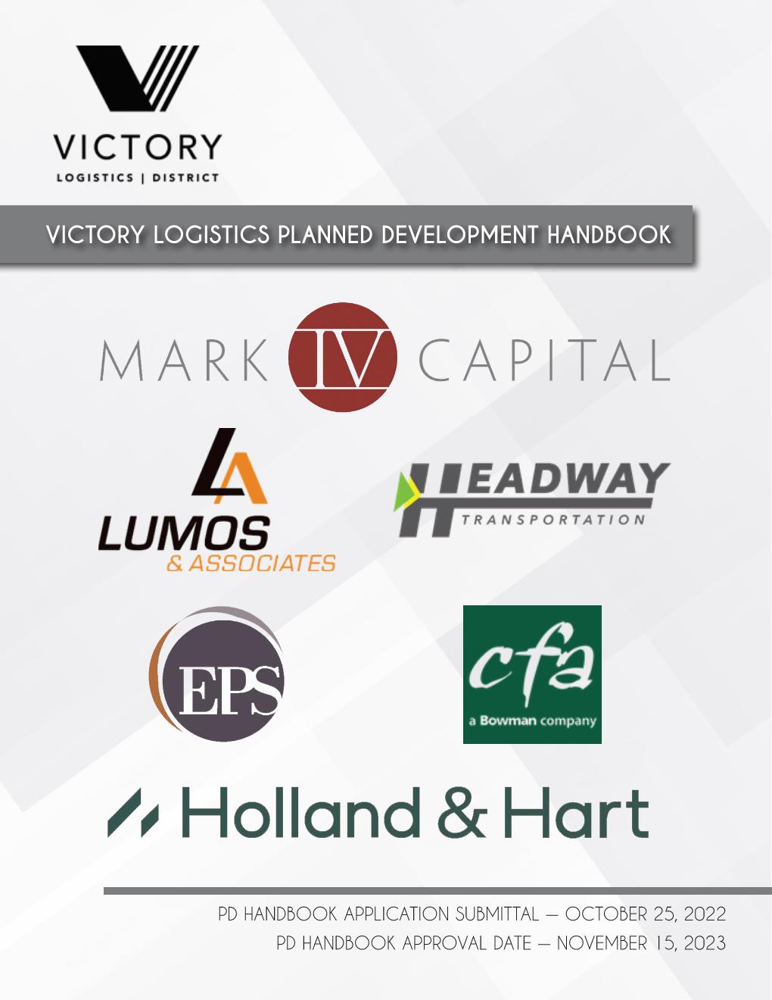 VICTORY
LOGISTICS | DISTRICT
VICTORY LOGISTICS PLANNED DEVELOPMENT HANDBOOK
MARK IV CAPITAL
LA
LUMOS
& ASSOCIATES
HEADWAY
TRANSPORTATION
EPS
cfa
a Bowman company
Holland & Hart
PD HANDBOOK APPLICATION SUBMITTAL – OCTOBER 25, 2022
PD HANDBOOK APPROVAL DATE – NOVEMBER 15, 2023